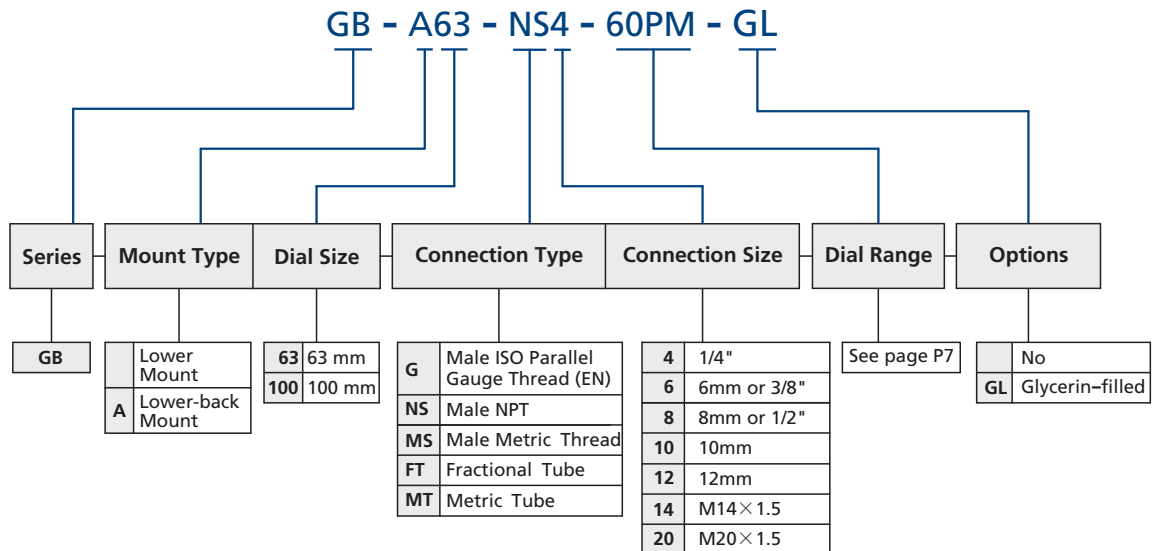 GB - A63 - NS4 - 60PM - GL
Series
Mount Type
Dial Size
Connection Type
Connection Size
Dial Range
Options
GB
Lower
Mount
A Lower-back
Mount
63 63 mm
100 100 mm
G Male ISO Parallel
Gauge Thread (EN)
NS Male NPT
MS Male Metric Thread
FT Fractional Tube
MT Metric Tube
4 1/4"
6 6mm or 3/8"
8 8mm or 1/2"
10 10mm
12 12mm
14 M14×1.5
20 M20×1.5
See page P7
No
GL Glycerin-filled